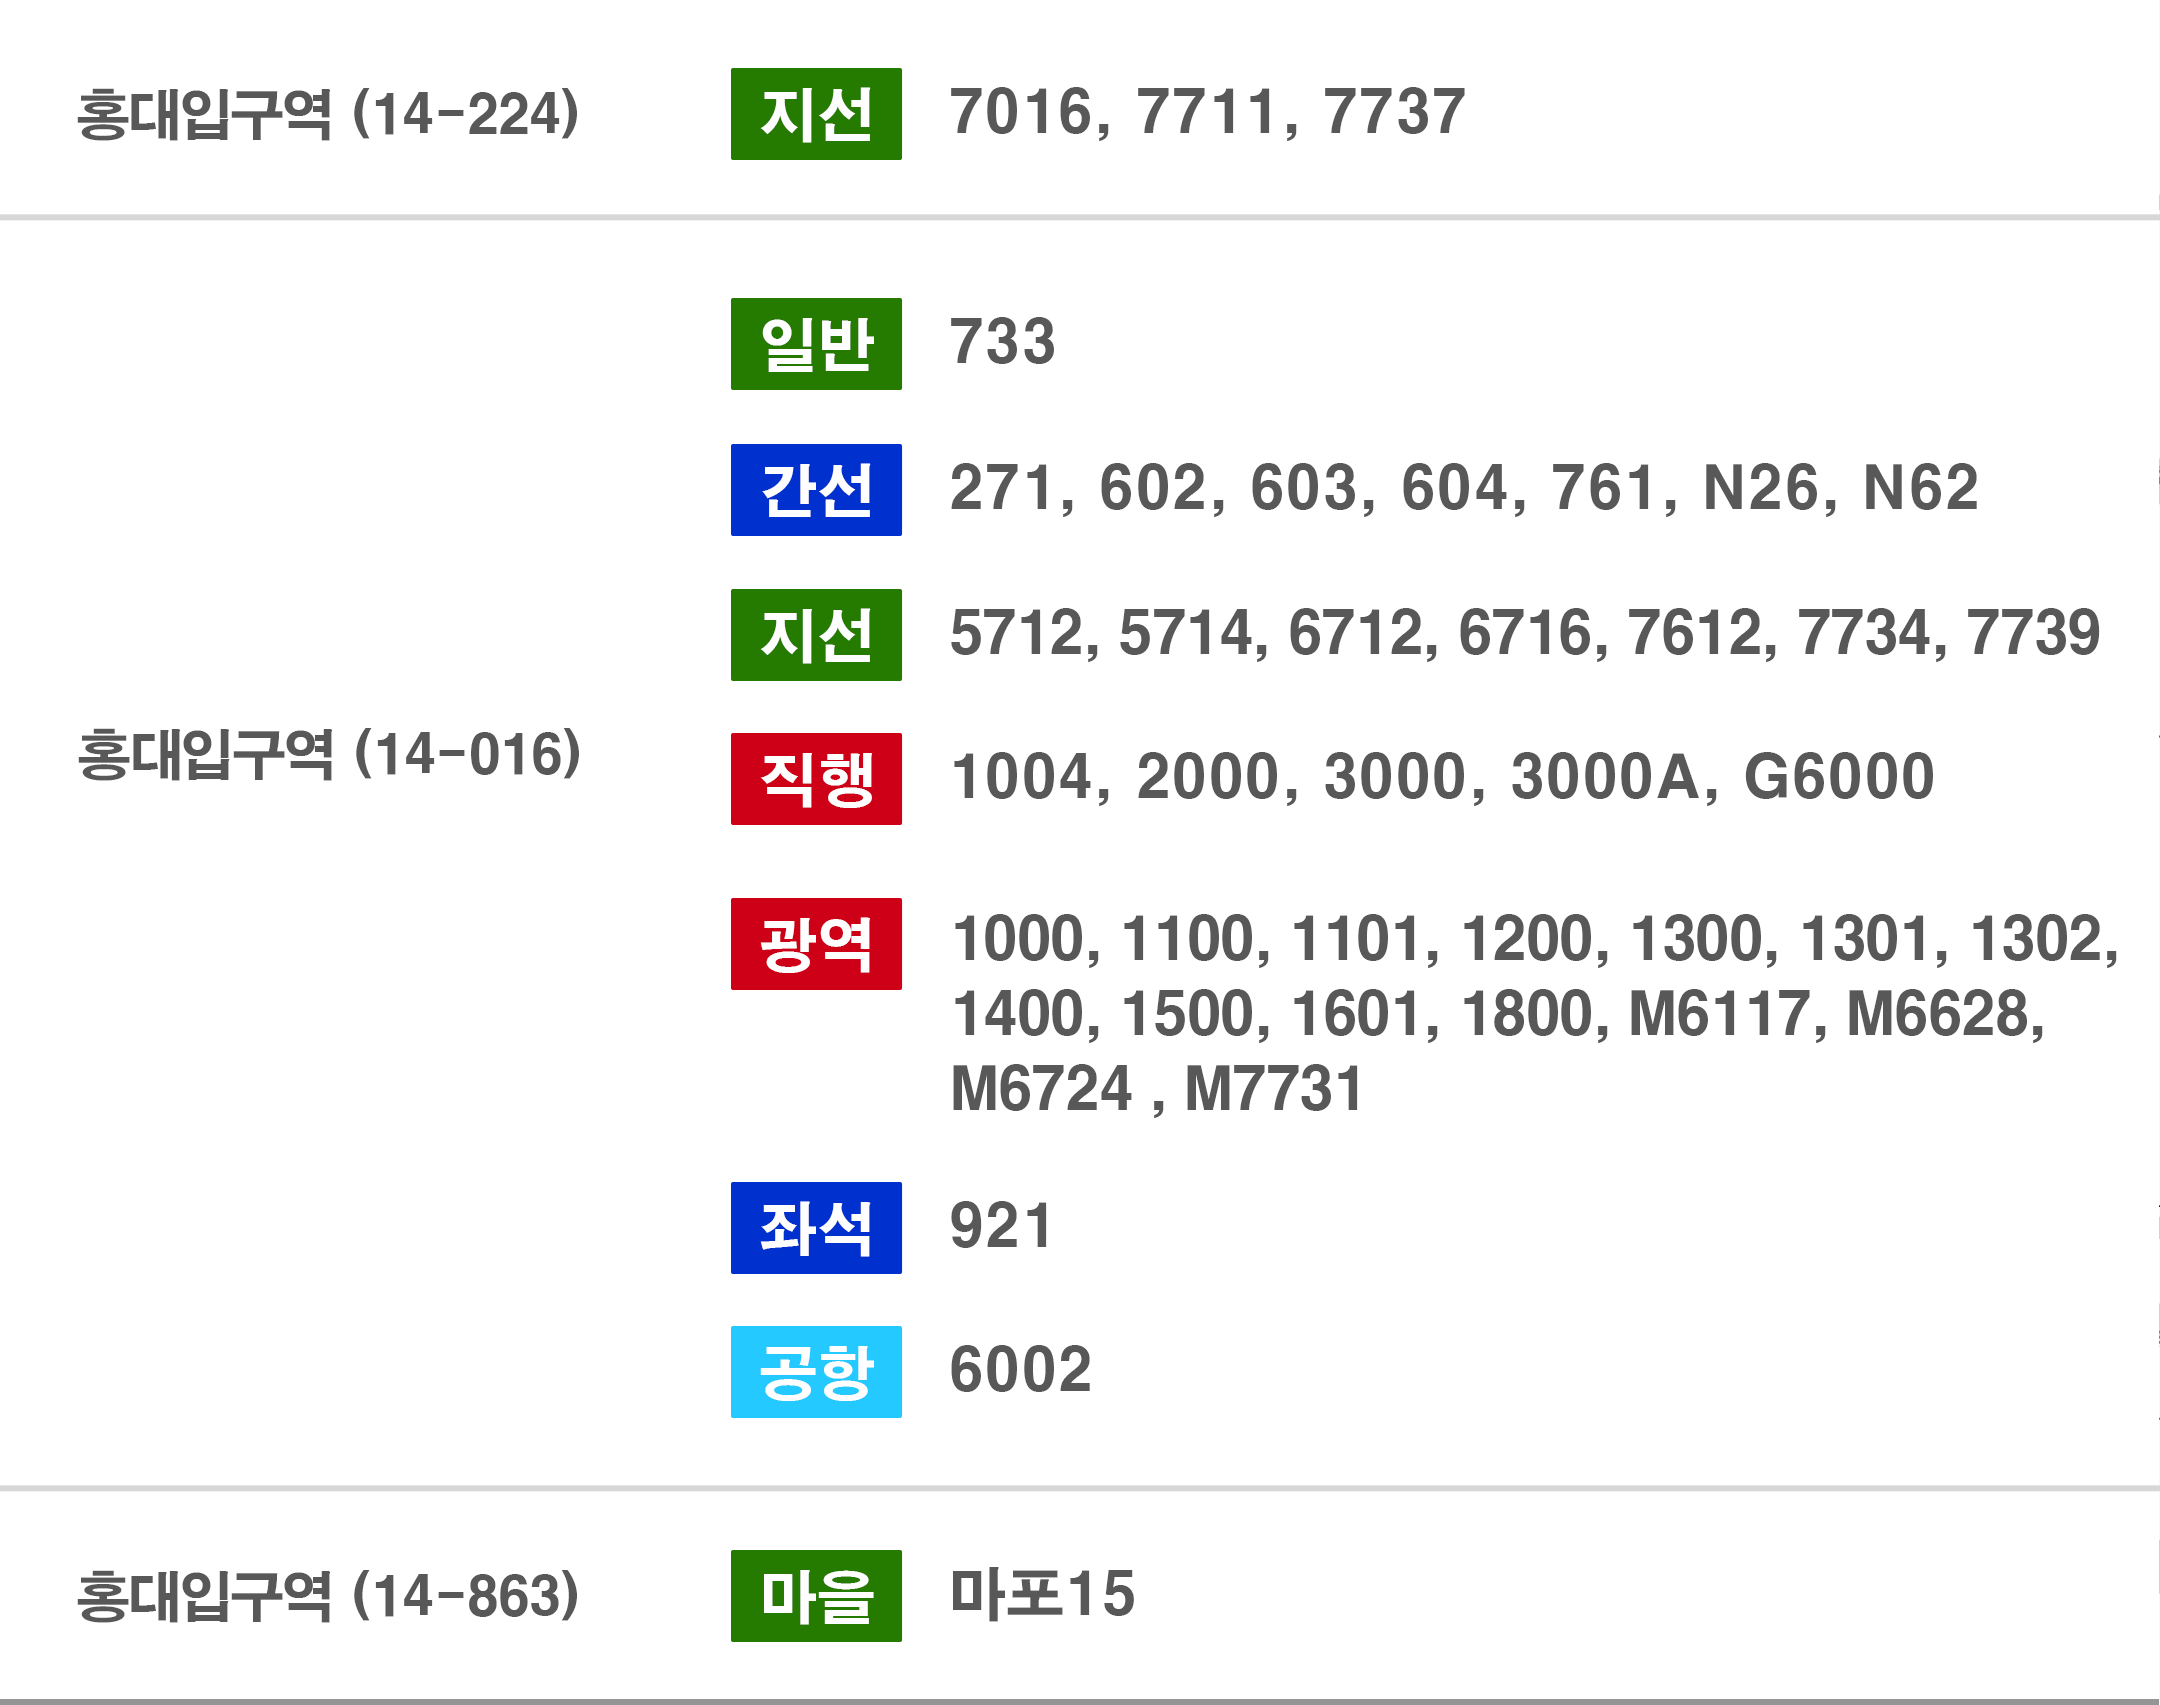 홍대입구역 (14-224) 지선 7016, 7711, 7737
일반 733
간선 271, 602, 603, 604, 761, N26, N62
지선 5712, 5714, 6712, 6716, 7612, 7734, 7739
홍대입구역 (14-016) 직행 1004, 2000, 3000, 3000A, G6000
광역 1000, 1100, 1101, 1200, 1300, 1301, 1302,
1400, 1500, 1601, 1800, M6117, M6628,
M6724 , M7731
좌석 921
공항 6002
홍대입구역 (14-863) 마을 마포15